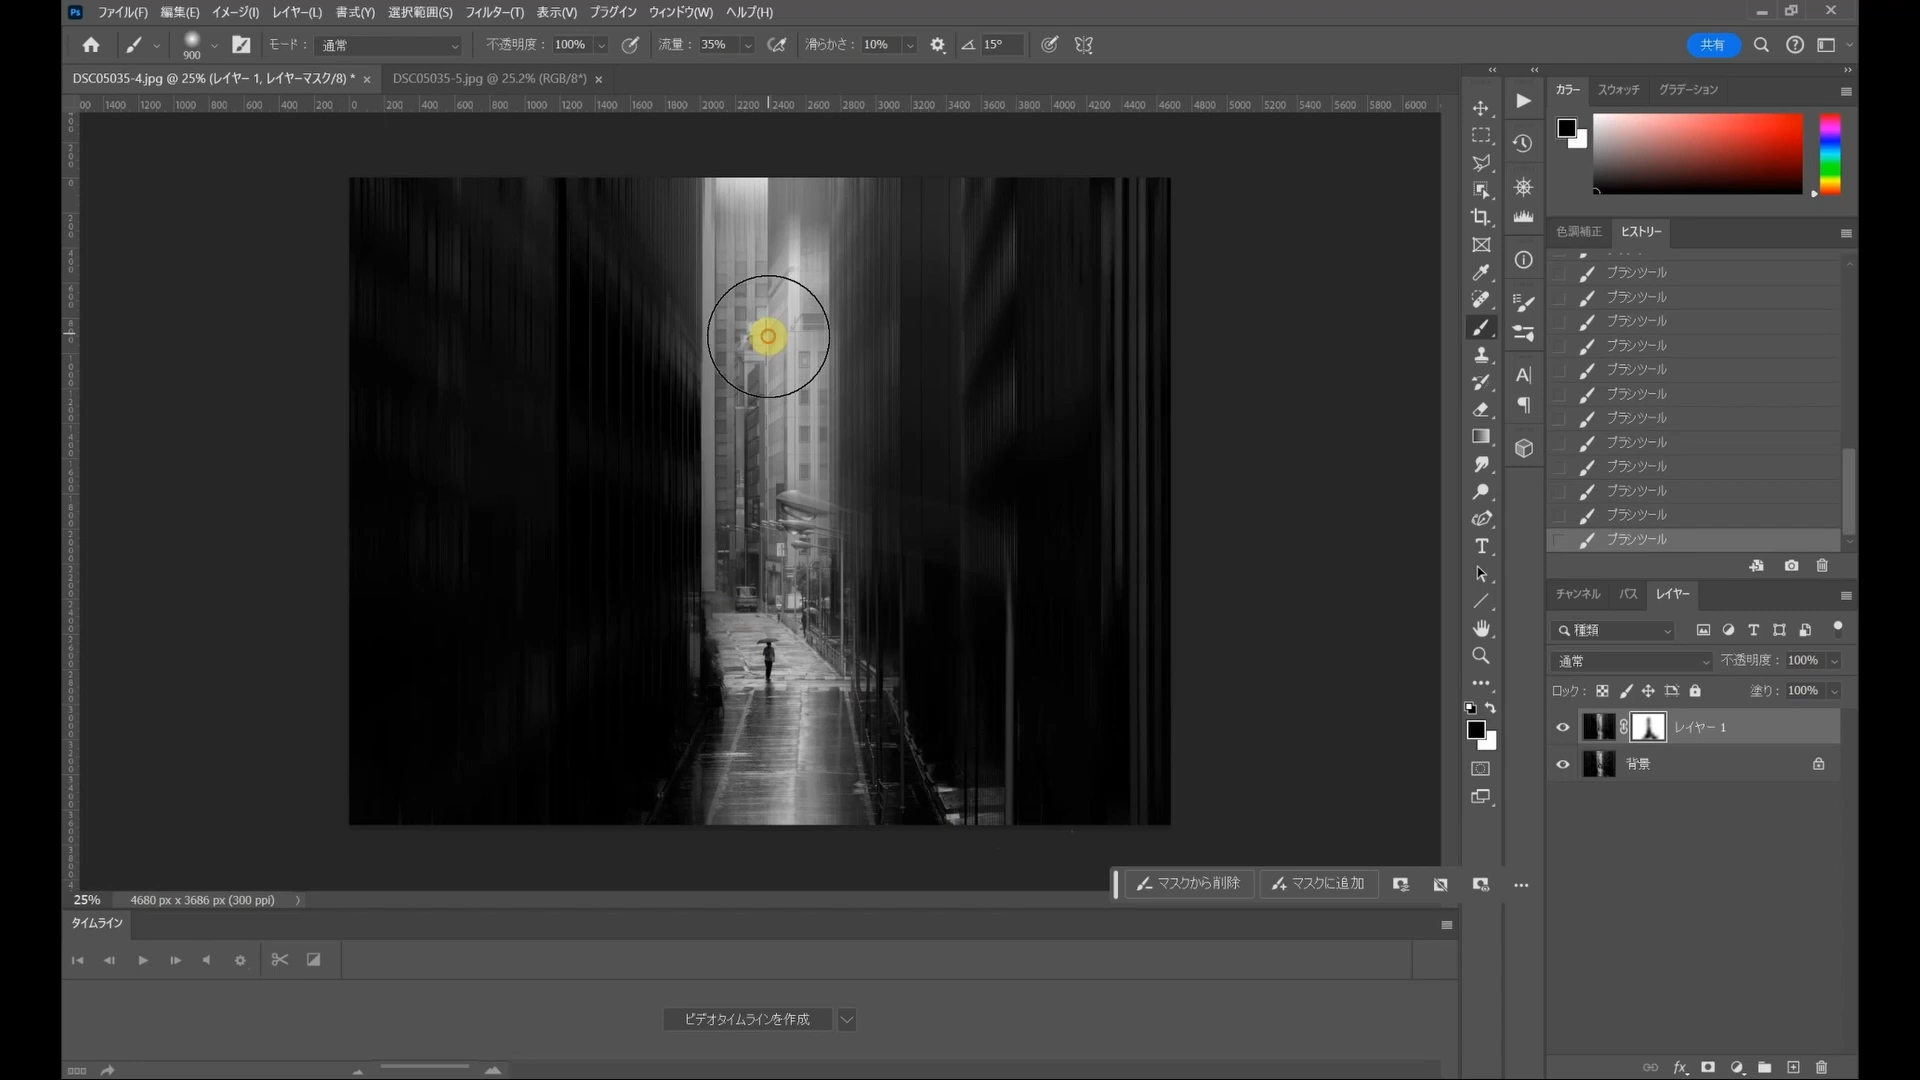 Ps ファイル(F) 編集(E) イメージ(I) レイヤー(L) 書式(Y) 選択範囲(S) フィルター(T) 表示(V) プラグイン ウィンドウ(W) ヘルプ(H)
900 モード： 通常 不透明度： 100% 流量： 35% 滑らかさ： 10% 15° 共有
DSC05035-4.jpg @ 25% (レイヤー 1, レイヤーマスク/8) * × DSC05035-5.jpg @ 25.2% (RGB/8*) ×
00 1400 1200 1000 800 600 400 200 0 200 400 600 800 1000 1200 1400 1600 1800 2000 2200 2400 2600 2800 3000 3200 3400 3600 3800 4000 4200 4400 4600 4800 5000 5200 5400 5600 5800 6000
カラー スウォッチ グラデーション
色調補正 ヒストリー
ブラシツール
ブラシツール
ブラシツール
ブラシツール
ブラシツール
ブラシツール
ブラシツール
ブラシツール
ブラシツール
ブラシツール
ブラシツール
ブラシツール
チャンネル パス レイヤー
種類
通常 不透明度： 100%
ロック： 塗り： 100%
レイヤー 1
背景
マスクから削除 マスクに追加
25% 4680 px x 3686 px (300 ppi)
タイムライン
ビデオタイムラインを作成
fx